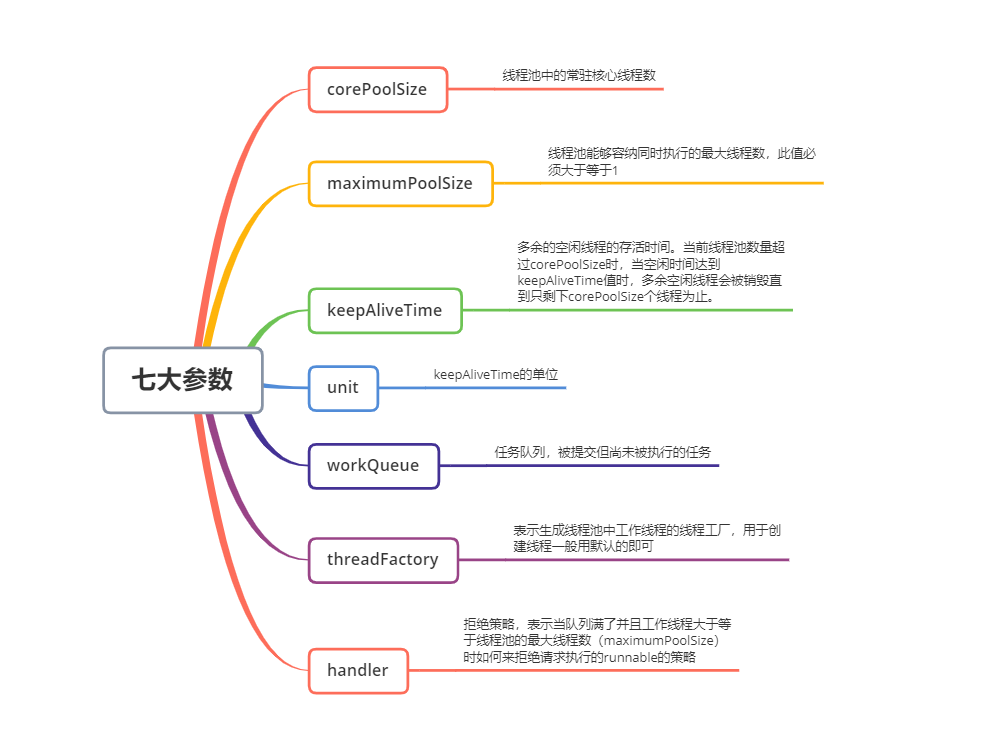 七大参数
corePoolSize
线程池中的常驻核心线程数
maximumPoolSize
线程池能够容纳同时执行的最大线程数，此值必
须大于等于1
keepAliveTime
多余的空闲线程的存活时间。当前线程池数量超
过corePoolSize时，当空闲时间达到
keepAliveTime值时，多余空闲线程会被销毁直
到只剩下corePoolSize个线程为止。
unit
keepAliveTime的单位
workQueue
任务队列，被提交但尚未被执行的任务
threadFactory
表示生成线程池中工作线程的线程工厂，用于创
建线程一般用默认的即可
handler
拒绝策略，表示当队列满了并且工作线程大于等
于线程池的最大线程数（maximumPoolSize）
时如何来拒绝请求执行的runnable的策略